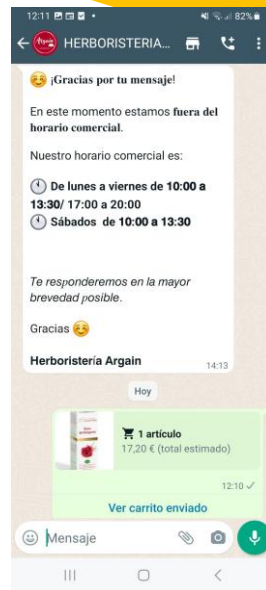 12:11 82%
HERBORISTERIA...
¡Gracias por tu mensaje!
En este momento estamos fuera del
horario comercial.
Nuestro horario comercial es:
De lunes a viernes de 10:00 a
13:30/ 17:00 a 20:00
Sábados de 10:00 a 13:30
Te responderemos en la mayor
brevedad posible.
Gracias
Herboristería Argain
14:13
Hoy
1 artículo
17,20 € (total estimado)
12:10
Ver carrito enviado
Mensaje